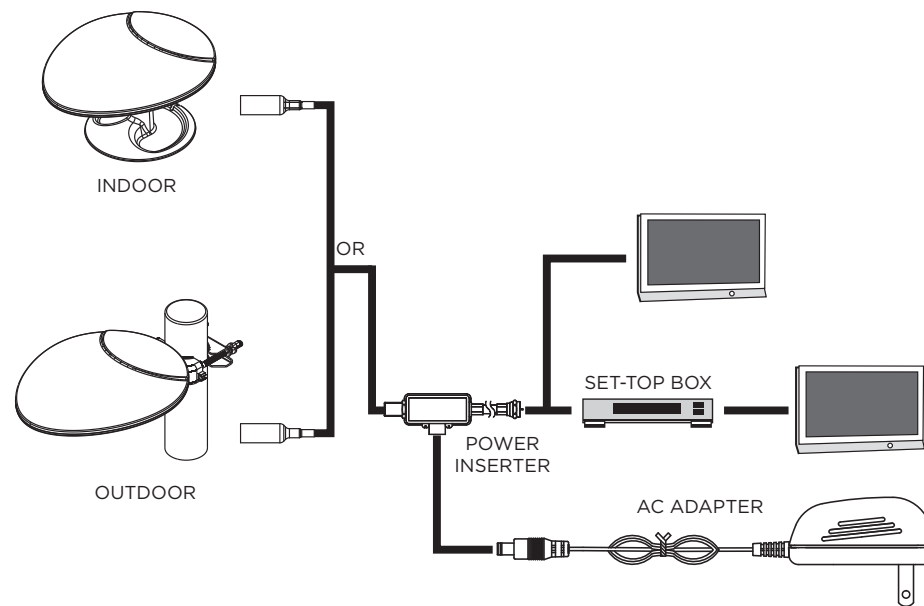 INDOOR
OR
OUTDOOR
SET-TOP BOX
POWER
INSERTER
AC ADAPTER